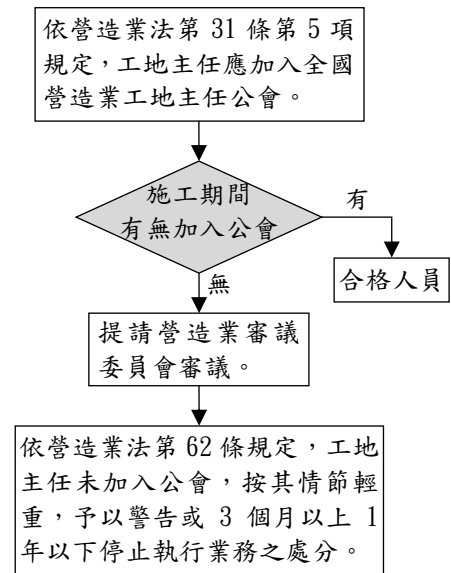 依營造業法第 31 條第 5 項
規定，工地主任應加入全國
營造業工地主任公會。
施工期間
有無加入公會
有
合格人員
無
提請營造業審議
委員會審議。
依營造業法第 62 條規定，工地
主任未加入公會，按其情節輕
重，予以警告或 3 個月以上 1
年以下停止執行業務之處分。